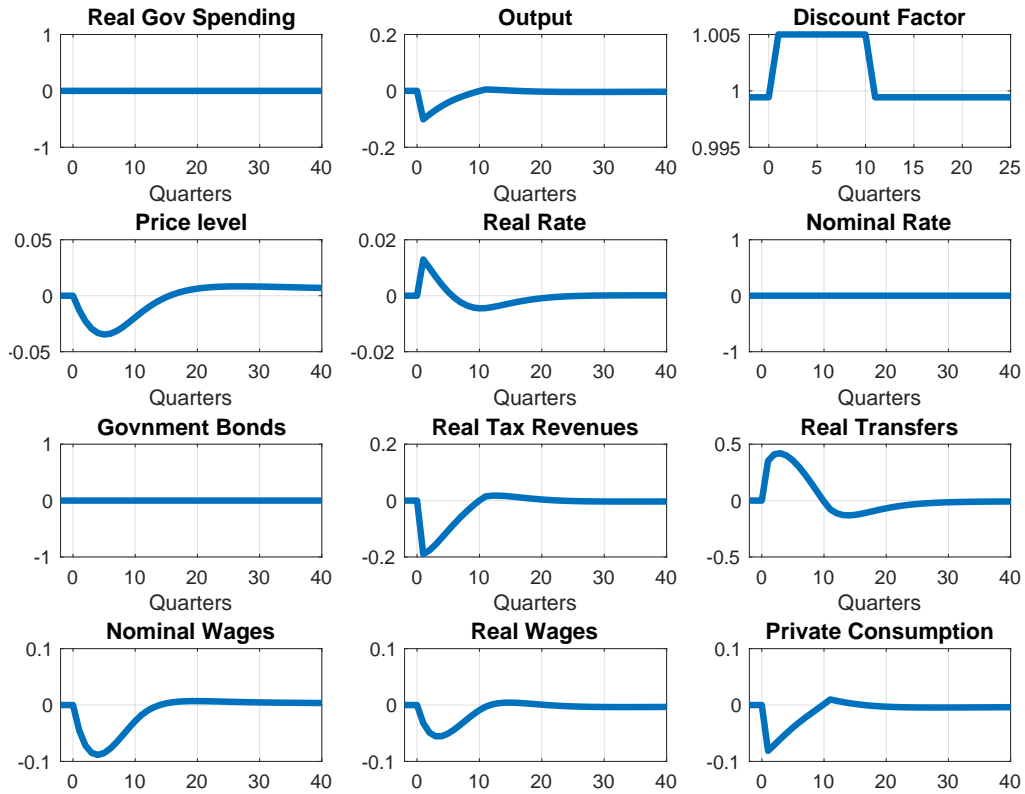 Real Gov Spending
1
0
-1
0 10 20 30 40
Quarters
Output
0.2
0
-0.2
0 10 20 30 40
Quarters
Discount Factor
1.005
1
0.995
0 5 10 15 20 25
Quarters
Price level
0.05
0
-0.05
0 10 20 30 40
Quarters
Real Rate
0.02
0
-0.02
0 10 20 30 40
Quarters
Nominal Rate
1
0
-1
0 10 20 30 40
Quarters
Govnment Bonds
1
0
-1
0 10 20 30 40
Quarters
Real Tax Revenues
0.2
0
-0.2
0 10 20 30 40
Quarters
Real Transfers
0.5
0
-0.5
0 10 20 30 40
Quarters
Nominal Wages
0.1
0
-0.1
0 10 20 30 40
Real Wages
0.1
0
-0.1
0 10 20 30 40
Private Consumption
0.1
0
-0.1
0 10 20 30 40